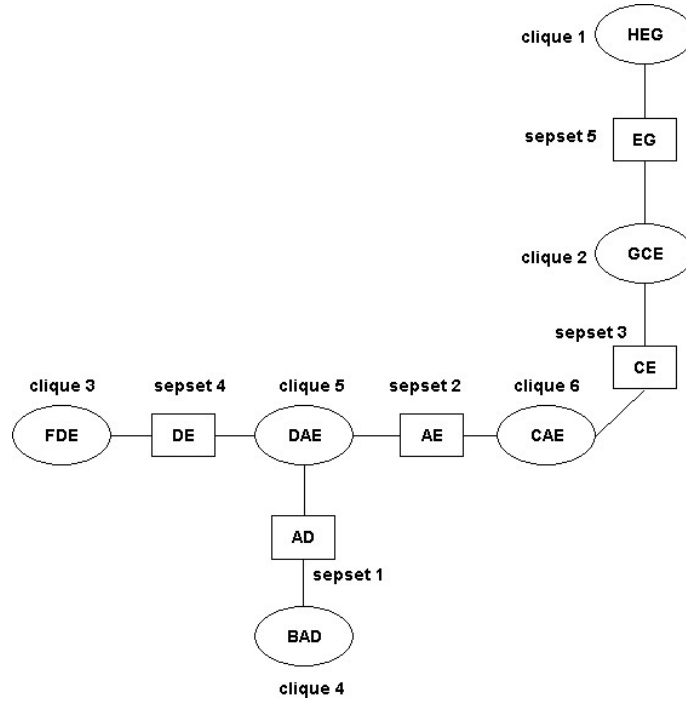 clique 1
HEG
sepset 5
EG
clique 2
GCE
sepset 3
CE
clique 3
sepset 4
clique 5
sepset 2
clique 6
FDE
DE
DAE
AE
CAE
AD
sepset 1
BAD
clique 4